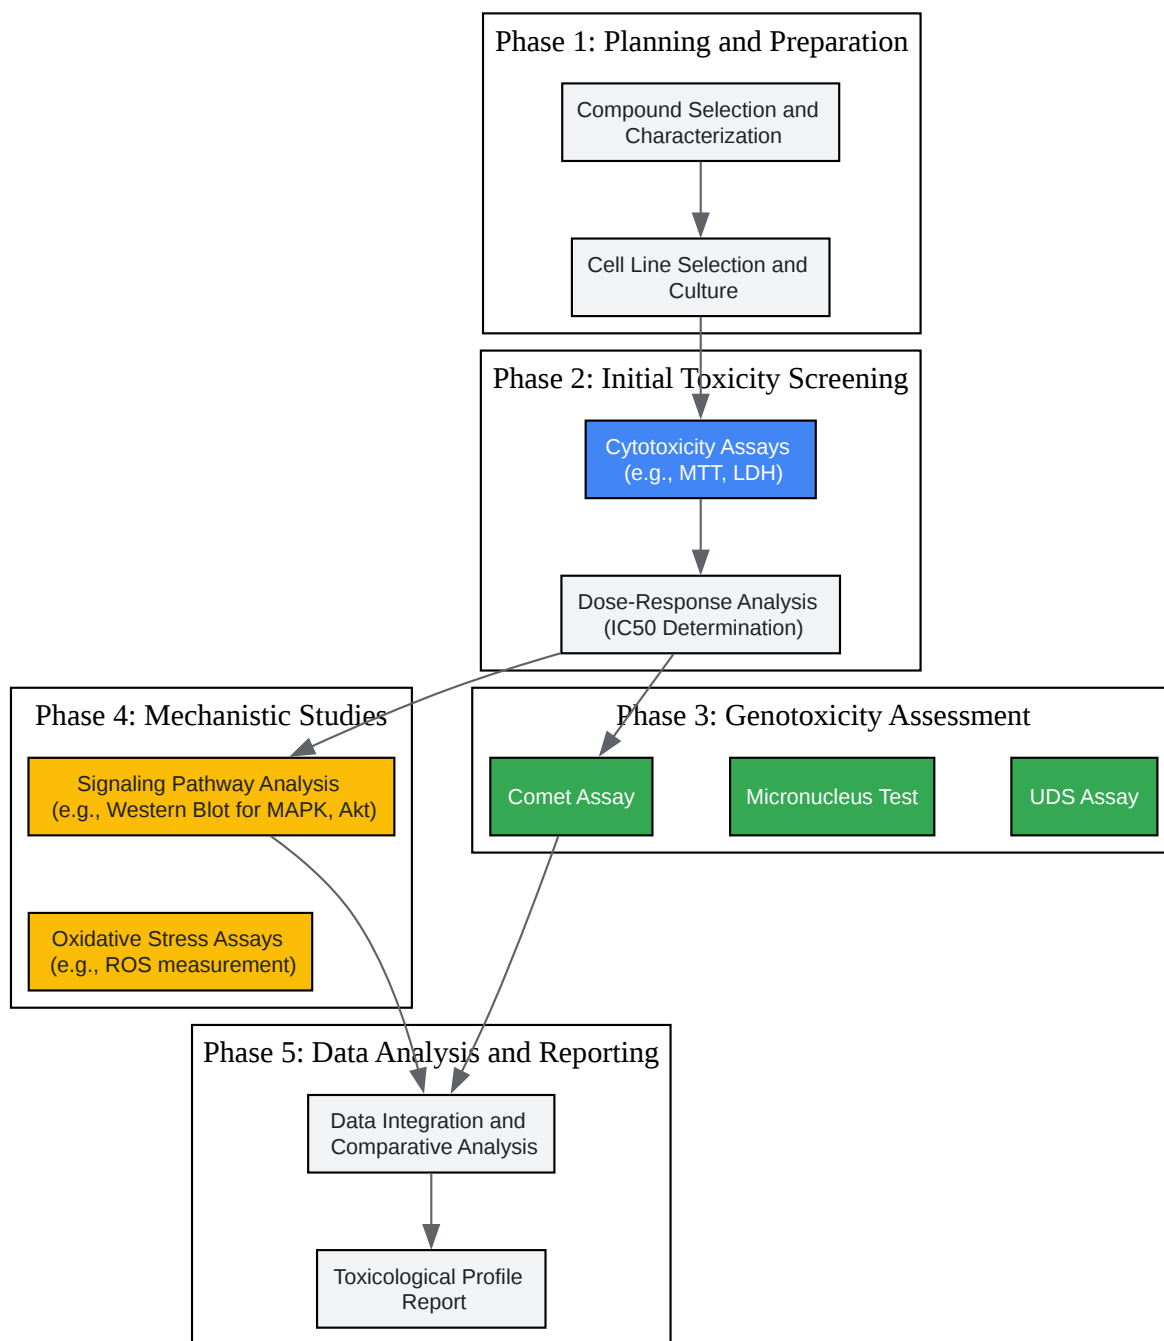 Phase 1: Planning and Preparation
Compound Selection and
Characterization
Cell Line Selection and
Culture
Phase 2: Initial Toxicity Screening
Cytotoxicity Assays
(e.g., MTT, LDH)
Dose-Response Analysis
(IC50 Determination)
Phase 4: Mechanistic Studies
Signaling Pathway Analysis
(e.g., Western Blot for MAPK, Akt)
Oxidative Stress Assays
(e.g., ROS measurement)
Phase 3: Genotoxicity Assessment
Comet Assay
Micronucleus Test
UDS Assay
Phase 5: Data Analysis and Reporting
Data Integration and
Comparative Analysis
Toxicological Profile
Report